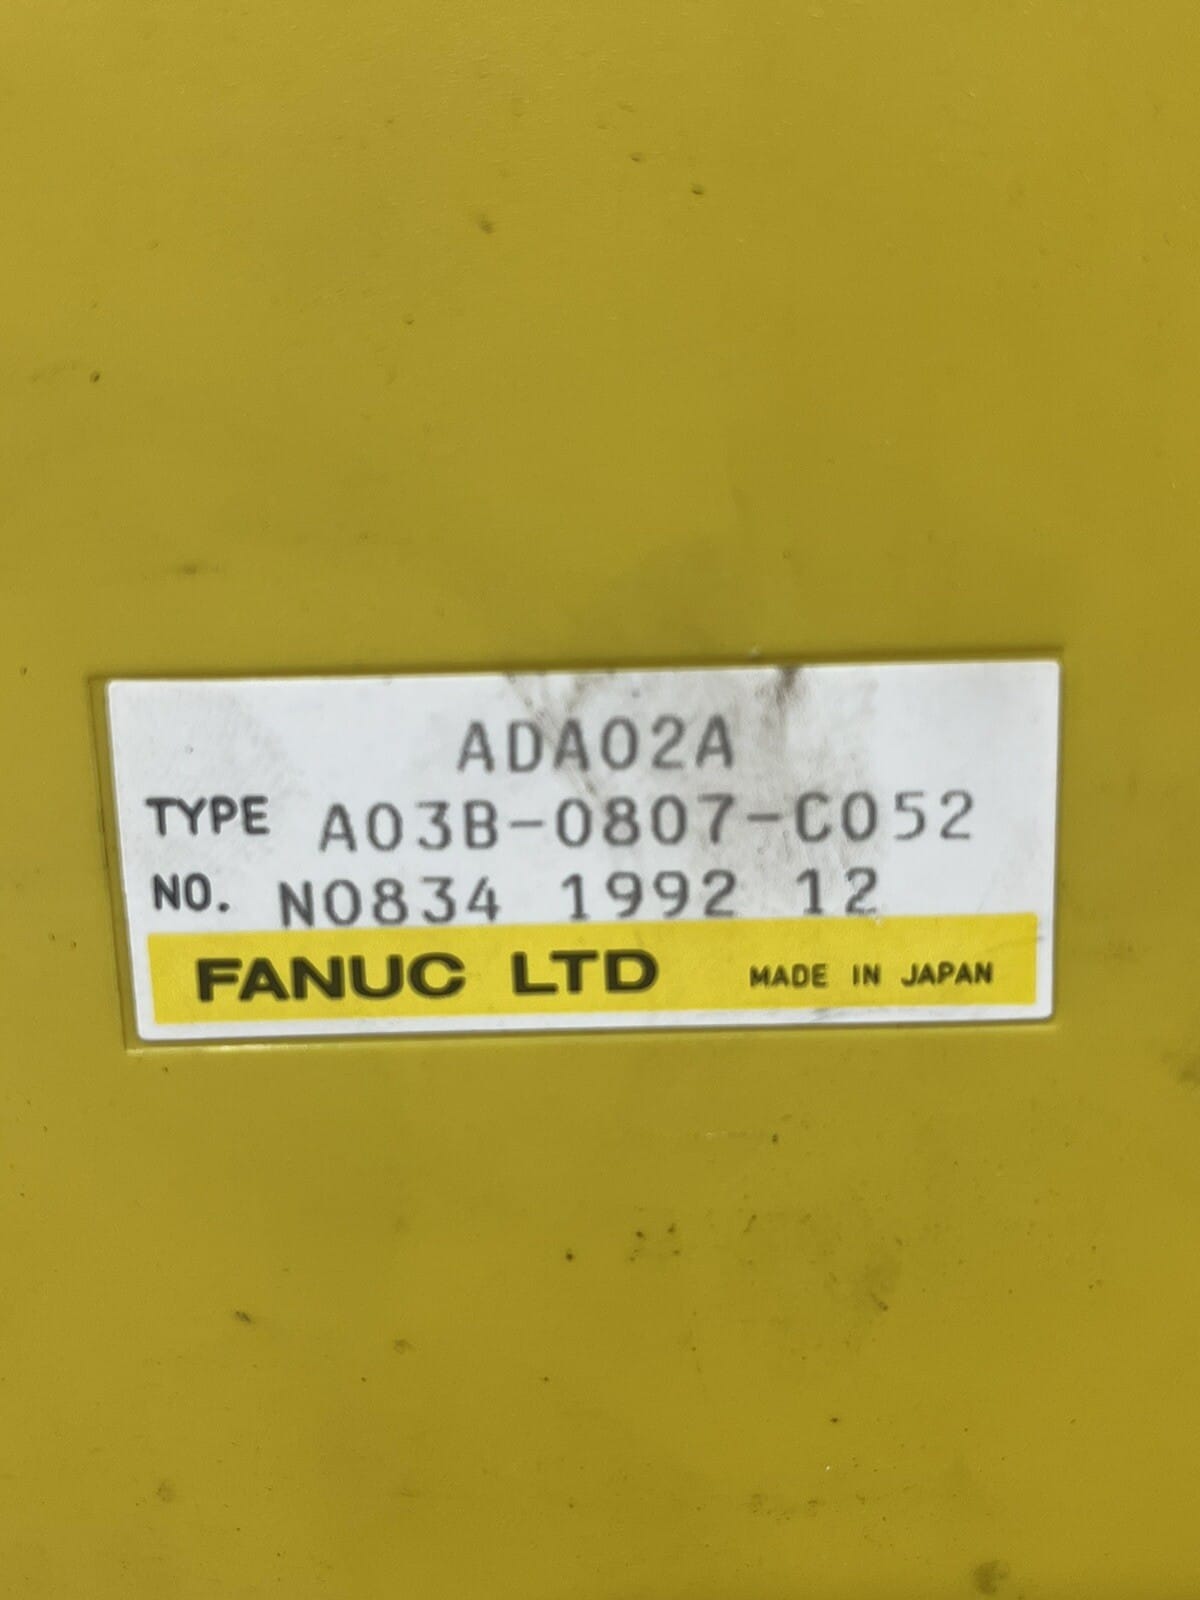 ADA02A
TYPE A03B-0807-C052
NO. N0834 1992 12
FANUC LTD MADE IN JAPAN